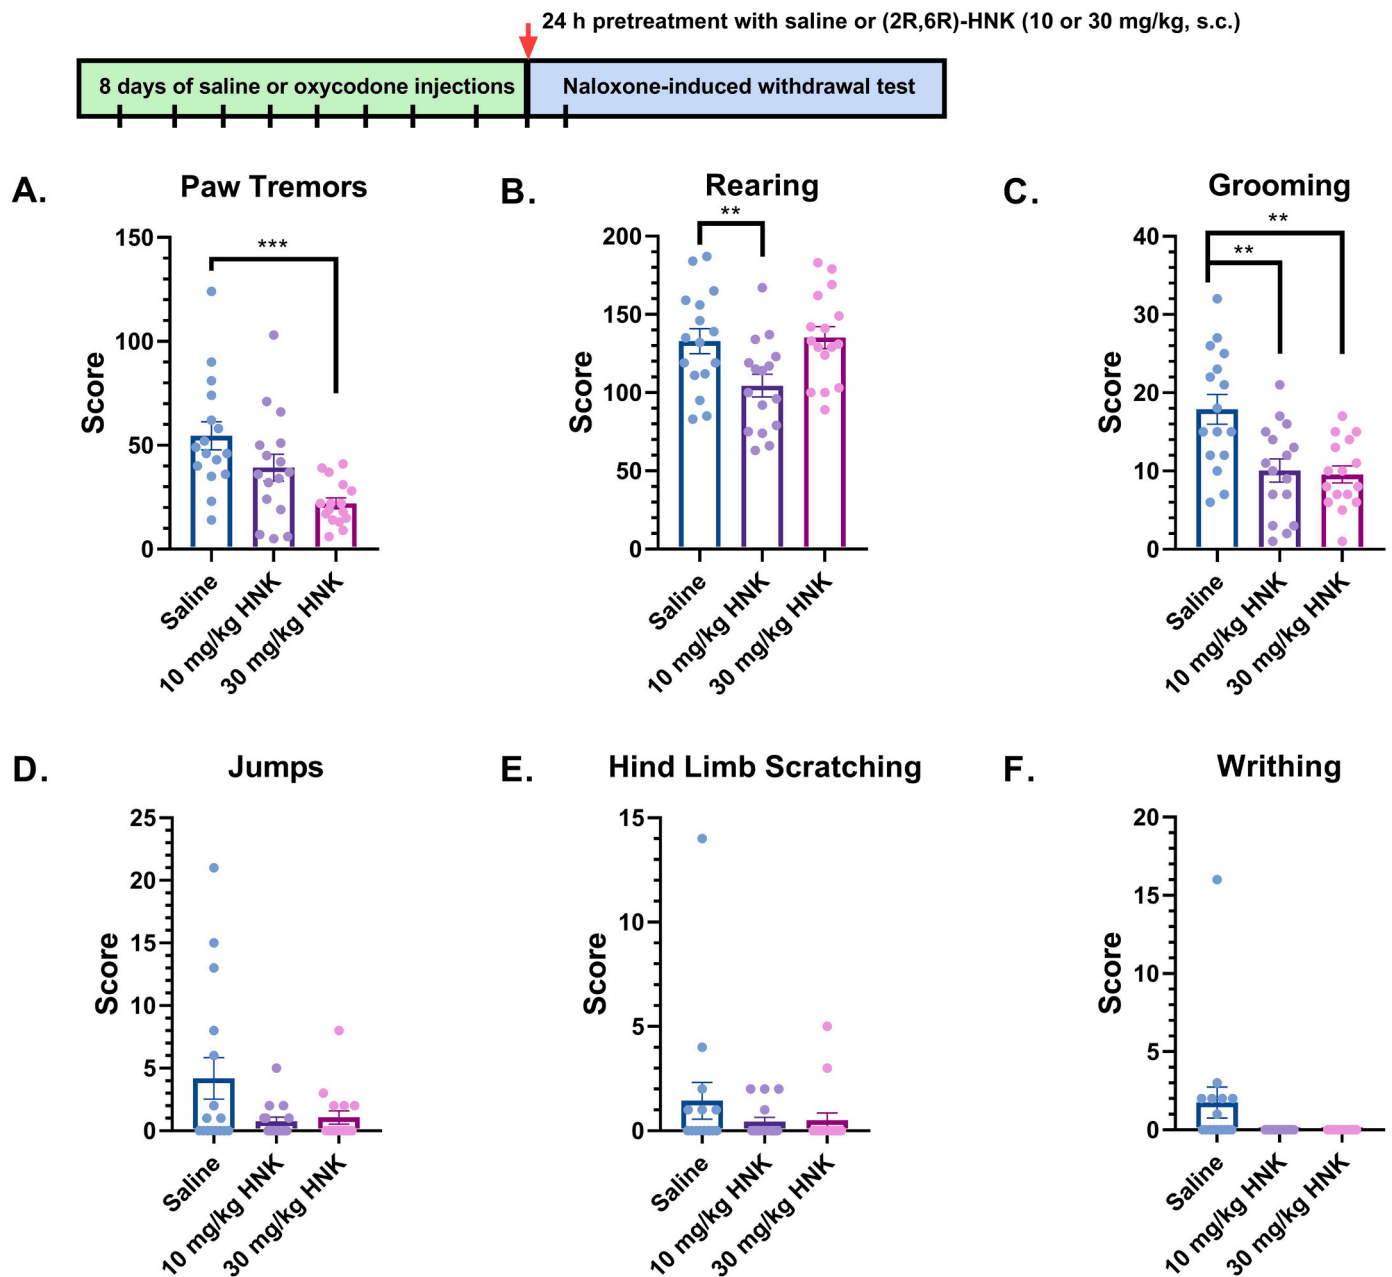 24 h pretreatment with saline or (2R,6R)-HNK (10 or 30 mg/kg, s.c.)
8 days of saline or oxycodone injections
Naloxone-induced withdrawal test
A.
Paw Tremors
***
150
100
50
0
Score
Saline
10 mg/kg HNK
30 mg/kg HNK
B.
Rearing
**
200
150
100
50
0
Score
Saline
10 mg/kg HNK
30 mg/kg HNK
C.
Grooming
**
**
40
30
20
10
0
Score
Saline
10 mg/kg HNK
30 mg/kg HNK
D.
Jumps
25
20
15
10
5
0
Score
Saline
10 mg/kg HNK
30 mg/kg HNK
E.
Hind Limb Scratching
15
10
5
0
Score
Saline
10 mg/kg HNK
30 mg/kg HNK
F.
Writhing
20
15
10
5
0
Score
Saline
10 mg/kg HNK
30 mg/kg HNK